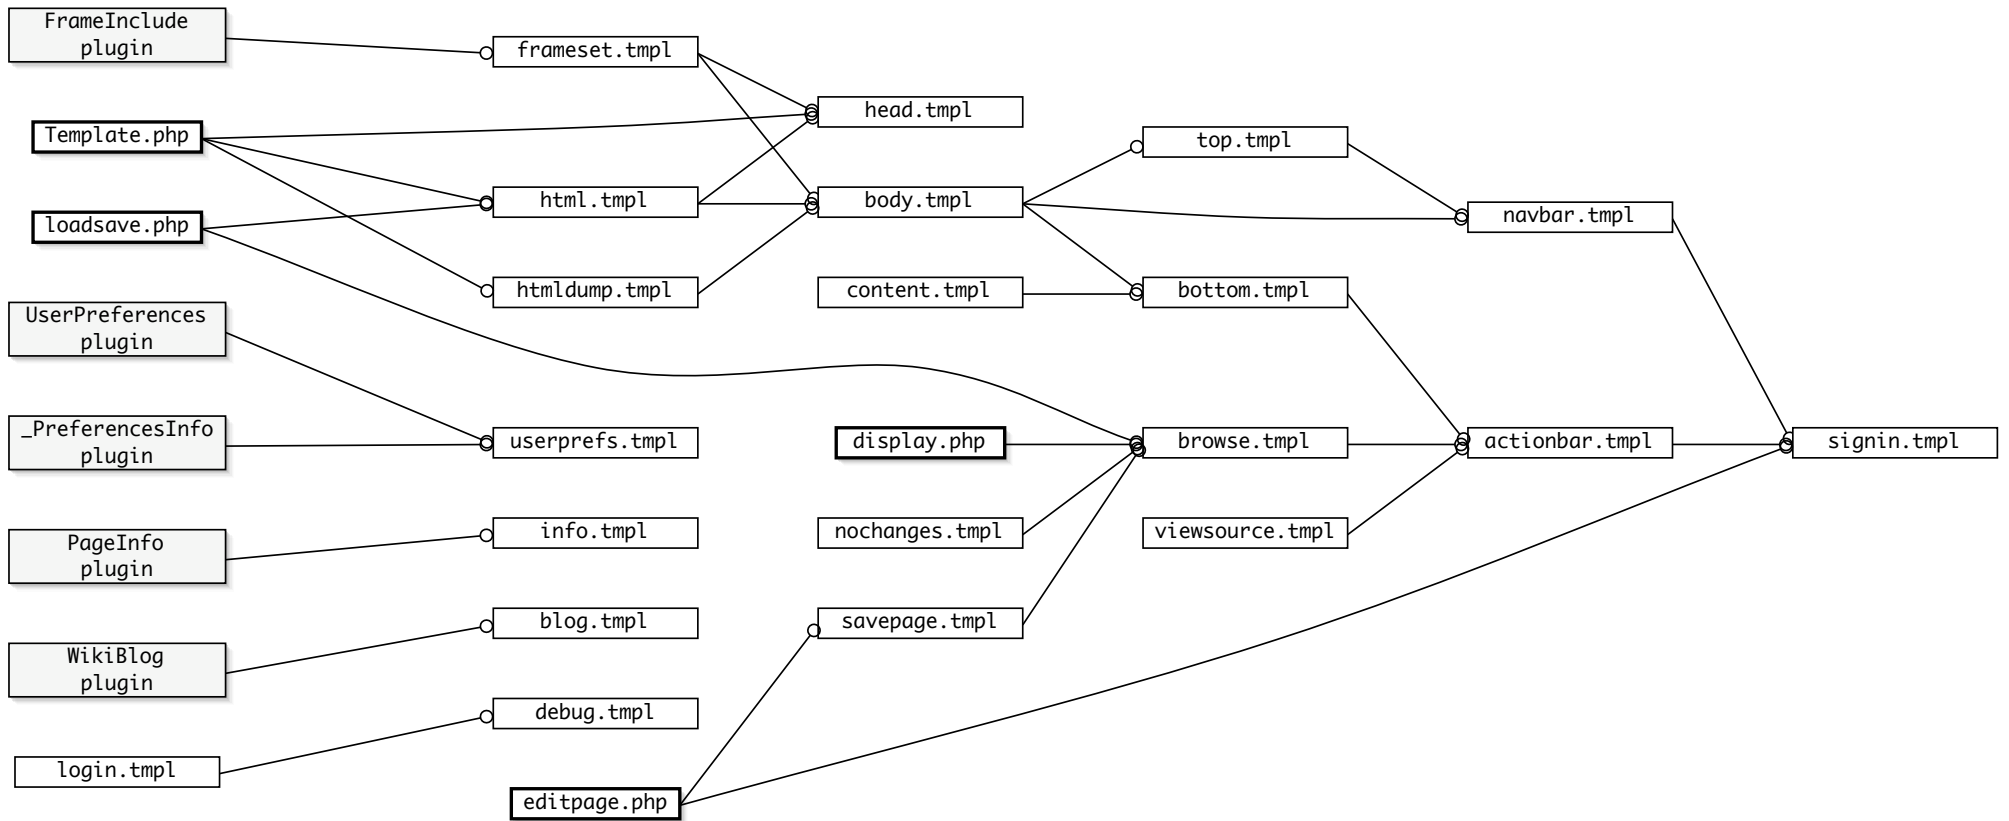 FrameInclude
plugin
frameset.tmpl
head.tmpl
Template.php
top.tmpl
html.tmpl
body.tmpl
navbar.tmpl
loadsave.php
htmldump.tmpl
content.tmpl
bottom.tmpl
UserPreferences
plugin
_PreferencesInfo
plugin
userprefs.tmpl
display.php
browse.tmpl
actionbar.tmpl
signin.tmpl
PageInfo
plugin
info.tmpl
nochanges.tmpl
viewsource.tmpl
blog.tmpl
savepage.tmpl
WikiBlog
plugin
debug.tmpl
login.tmpl
editpage.php